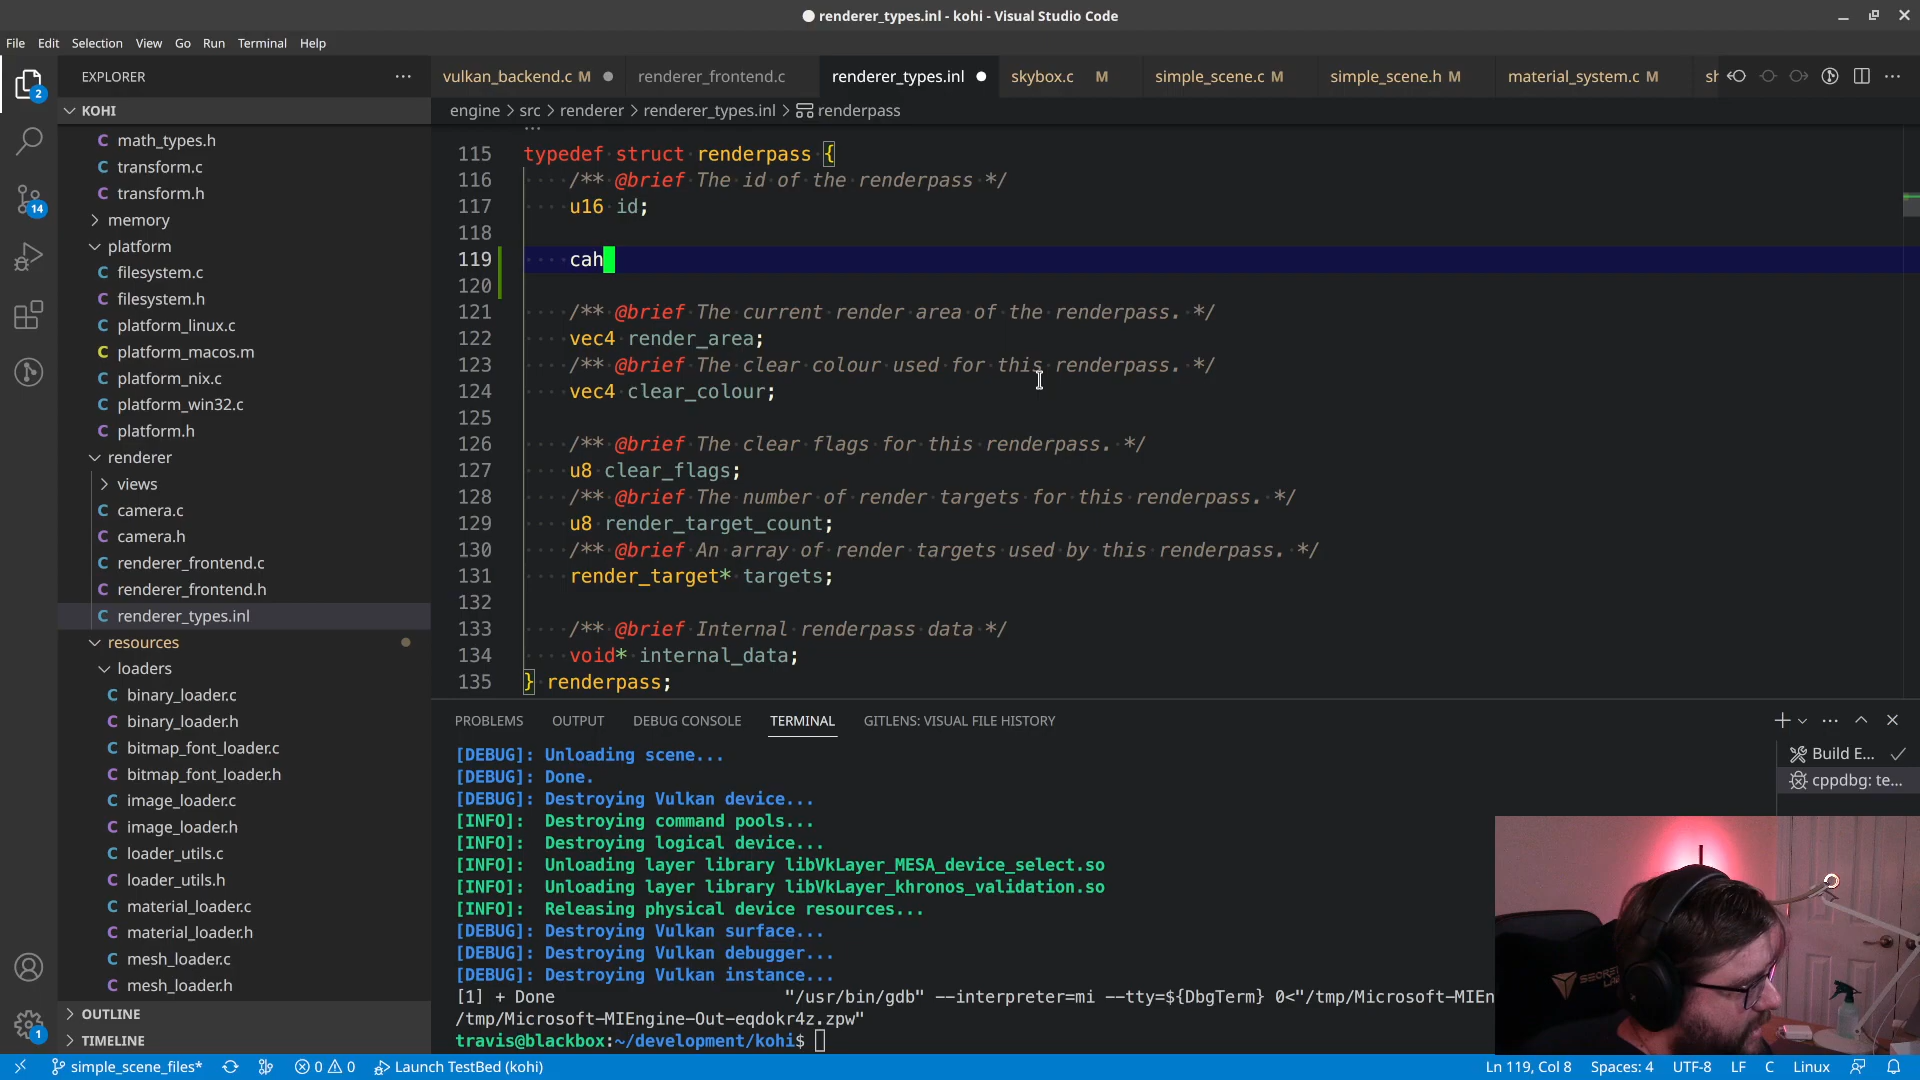 renderer_types.inl - kohi - Visual Studio Code
File Edit Selection View Go Run Terminal Help
EXPLORER
vulkan_backend.c M
renderer_frontend.c
renderer_types.inl
skybox.c M
simple_scene.c M
simple_scene.h M
material_system.c M
sh
KOHI
engine > src > renderer > renderer_types.inl > renderpass
math_types.h
transform.c
transform.h
memory
platform
filesystem.c
filesystem.h
platform_linux.c
platform_macos.m
platform_nix.c
platform_win32.c
platform.h
renderer
views
camera.c
camera.h
renderer_frontend.c
renderer_frontend.h
renderer_types.inl
resources
loaders
binary_loader.c
binary_loader.h
bitmap_font_loader.c
bitmap_font_loader.h
image_loader.c
image_loader.h
loader_utils.c
loader_utils.h
material_loader.c
material_loader.h
mesh_loader.c
mesh_loader.h
OUTLINE
TIMELINE
2
14
1
115 typedef struct renderpass {
116 /** @brief The id of the renderpass */
117 u16 id;
118
119 cah
120
121 /** @brief The current render area of the renderpass. */
122 vec4 render_area;
123 /** @brief The clear colour used for this renderpass. */
124 vec4 clear_colour;
125
126 /** @brief The clear flags for this renderpass. */
127 u8 clear_flags;
128 /** @brief The number of render targets for this renderpass. */
129 u8 render_target_count;
130 /** @brief An array of render targets used by this renderpass. */
131 render_target* targets;
132
133 /** @brief Internal renderpass data */
134 void* internal_data;
135 } renderpass;
PROBLEMS OUTPUT DEBUG CONSOLE TERMINAL GITLENS: VISUAL FILE HISTORY
[DEBUG]: Unloading scene...
[DEBUG]: Done.
[DEBUG]: Destroying Vulkan device...
[INFO]: Destroying command pools...
[INFO]: Destroying logical device...
[INFO]: Unloading layer library libVkLayer_MESA_device_select.so
[INFO]: Unloading layer library libVkLayer_khronos_validation.so
[INFO]: Releasing physical device resources...
[DEBUG]: Destroying Vulkan surface...
[DEBUG]: Destroying Vulkan debugger...
[DEBUG]: Destroying Vulkan instance...
[1] + Done "/usr/bin/gdb" --interpreter=mi --tty=${DbgTerm} 0<"/tmp/Microsoft-MIEn
/tmp/Microsoft-MIEngine-Out-eqdokr4z.zpw"
travis@blackbox:~/development/kohi$
Build E...
cppdbg: te...
simple_scene_files* 0 0 Launch TestBed (kohi)
Ln 119, Col 8 Spaces: 4 UTF-8 LF C Linux